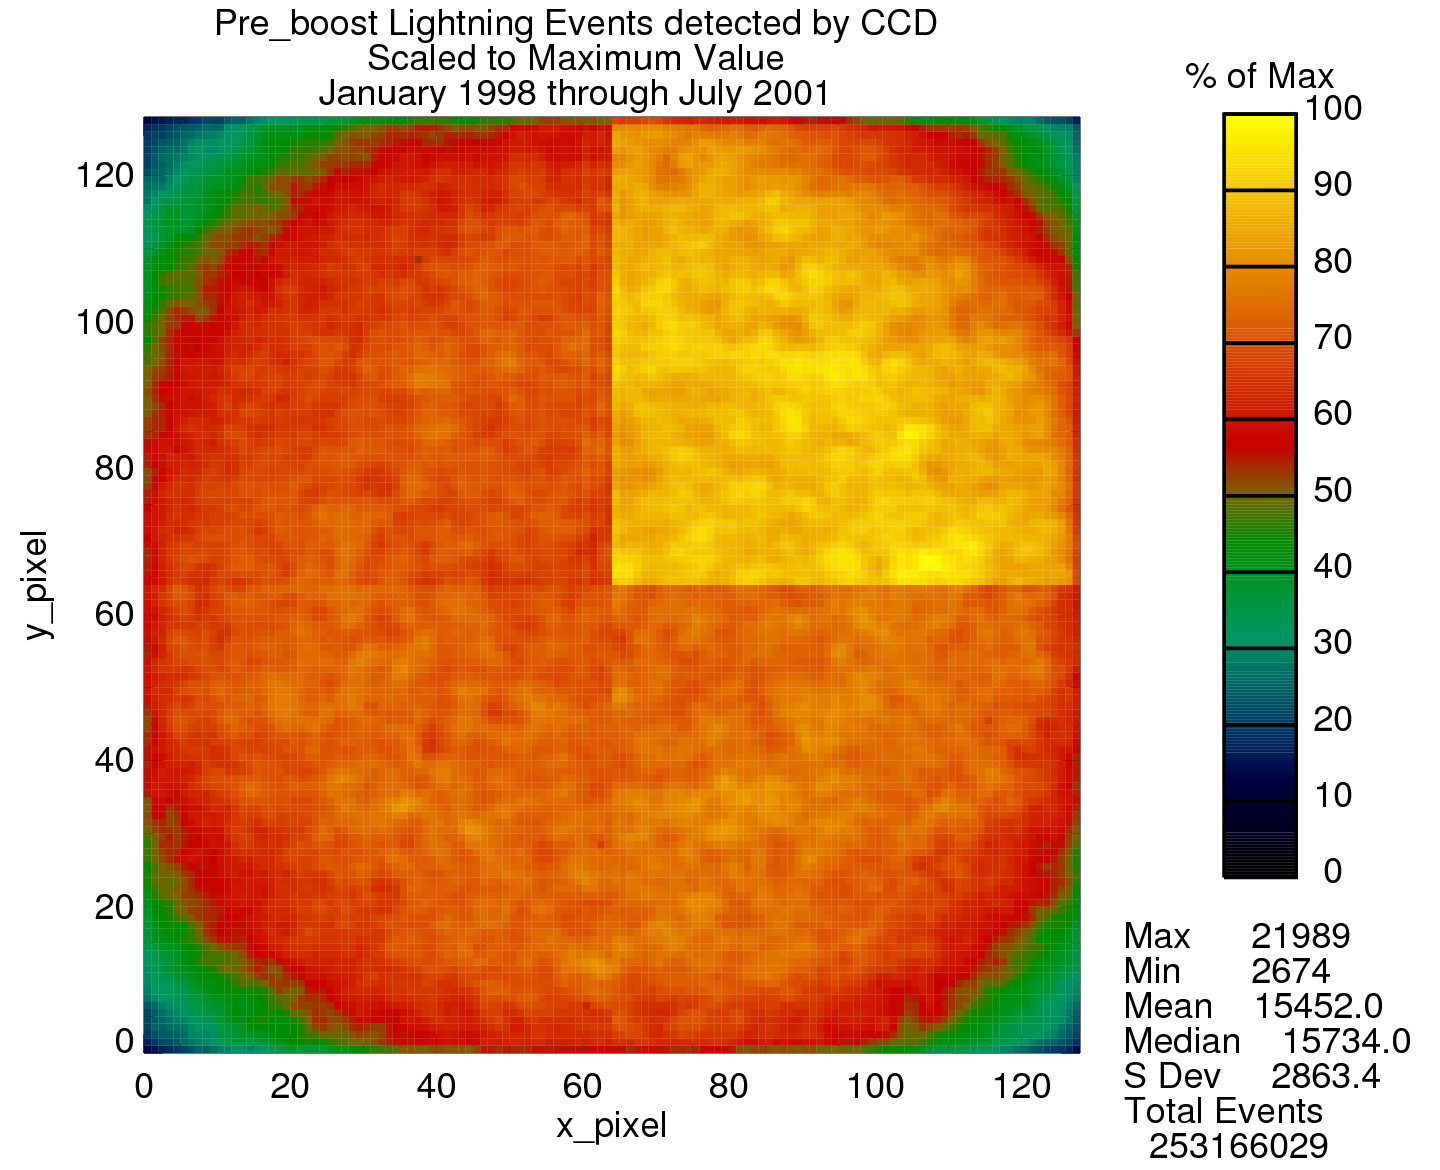 Pre_boost Lightning Events detected by CCD
Scaled to Maximum Value
January 1998 through July 2001
% of Max
100
90
80
70
60
50
40
30
20
10
0
120
100
80
60
40
20
0
y_pixel
0 20 40 60 80 100 120
x_pixel
Max 21989
Min 2674
Mean 15452.0
Median 15734.0
S Dev 2863.4
Total Events
253166029